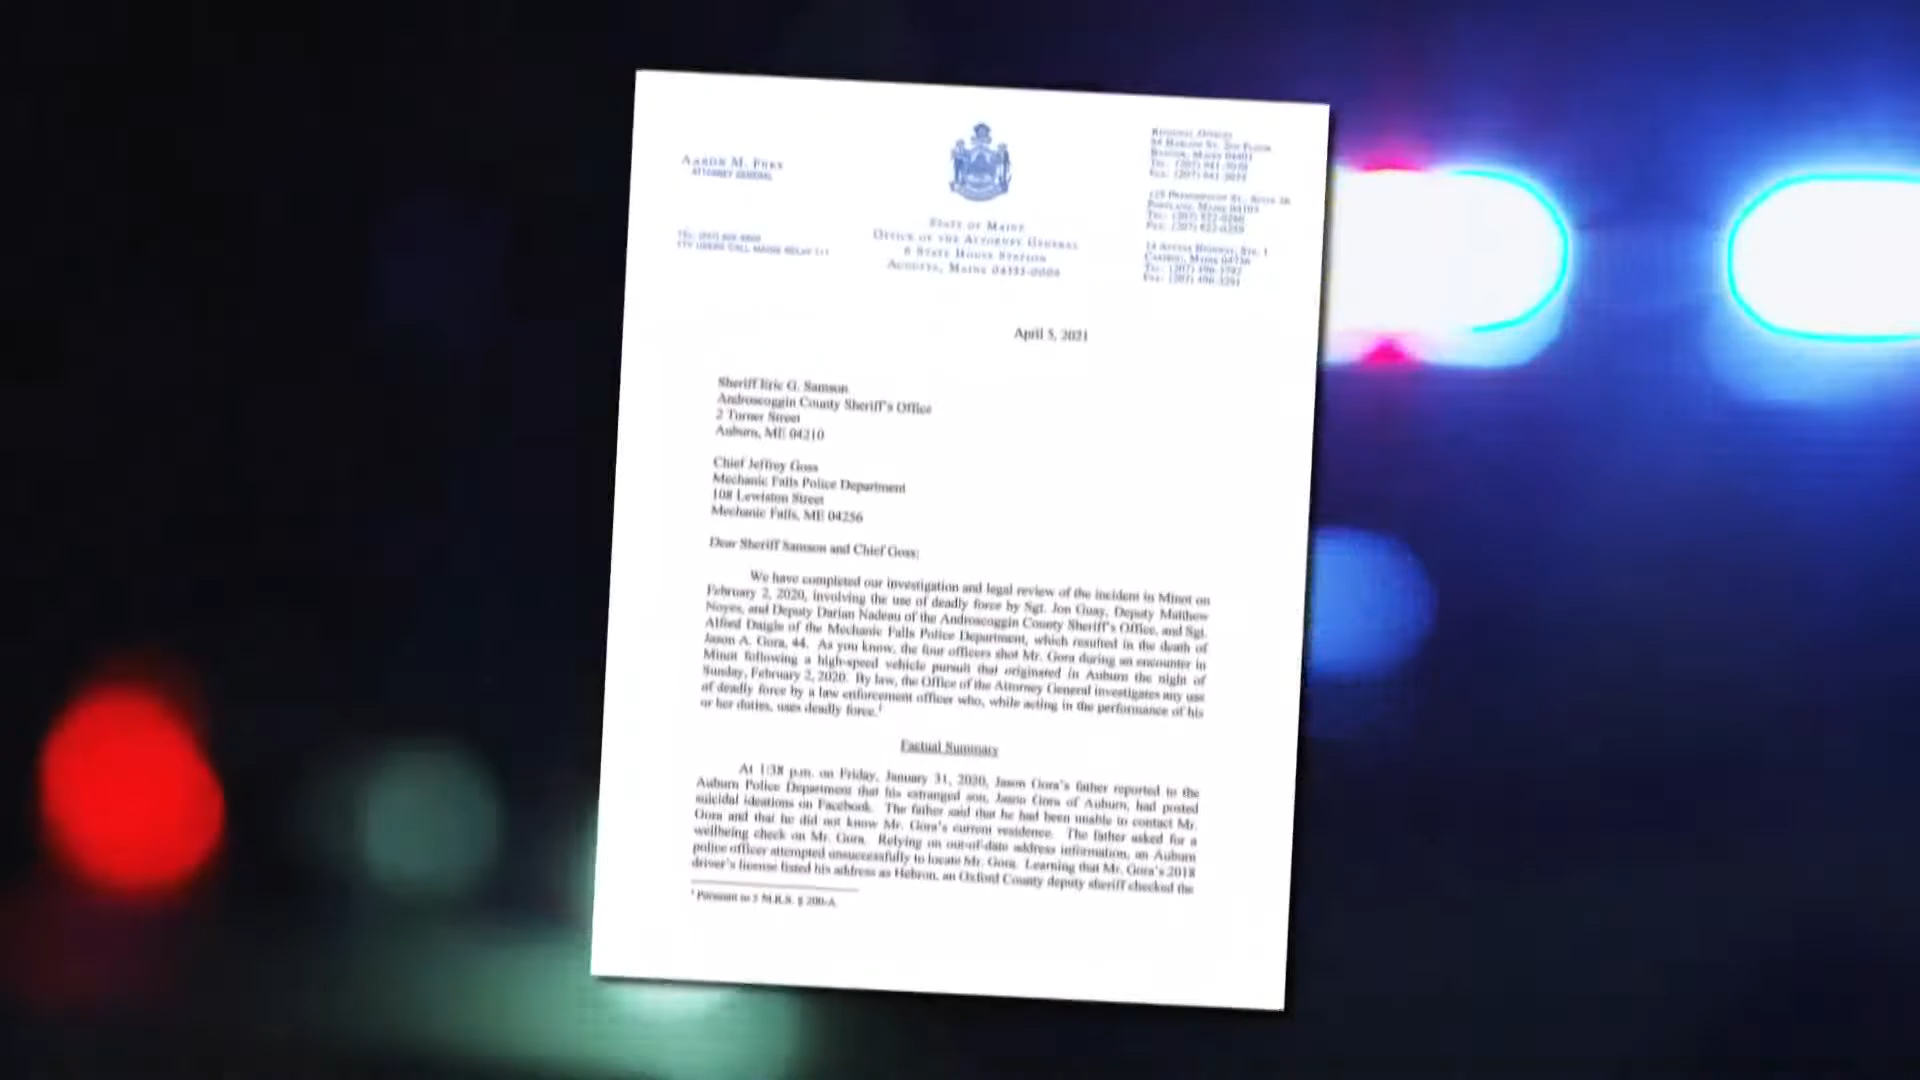 Aaron M. Frey
Attorney General
State of Maine
Office of the Attorney General
6 State House Station
Augusta, Maine 04333-0006
Regional Offices
Bangor, Maine 04401
Portland, Maine 04103
Caribou, Maine 04736
April 5, 2021
Sheriff Eric G. Samson
Androscoggin County Sheriff's Office
2 Turner Street
Auburn, ME 04210
Chief Jeffrey Goss
Mechanic Falls Police Department
108 Lewiston Street
Mechanic Falls, ME 04256
Dear Sheriff Samson and Chief Goss:
We have completed our investigation and legal review of the incident in Minot on
February 2, 2020, involving the use of deadly force by Sgt. Jon Guay, Deputy Matthew
Noyes, and Deputy Darian Nadeau of the Androscoggin County Sheriff's Office, and Sgt.
Alfred Daigle of the Mechanic Falls Police Department, which resulted in the death of
Jason A. Gora, 44. As you know, the four officers shot Mr. Gora during an encounter in
Minot following a high-speed vehicle pursuit that originated in Auburn the night of
Sunday, February 2, 2020. By law, the Office of the Attorney General investigates any use
of deadly force by a law enforcement officer who, while acting in the performance of his
or her duties, uses deadly force.¹
Factual Summary
At 1:38 p.m. on Friday, January 31, 2020, Jason Gora's father reported to the
Auburn Police Department that his estranged son, Jason Gora of Auburn, had posted
suicidal ideations on Facebook. The father said that he had been unable to contact Mr.
Gora and that he did not know Mr. Gora's current residence. The father asked for a
wellbeing check on Mr. Gora. Relying on out-of-date address information, an Auburn
police officer attempted unsuccessfully to locate Mr. Gora. Learning that Mr. Gora's 2018
driver's license listed his address as Hebron, an Oxford County deputy sheriff checked the
¹ Pursuant to 5 M.R.S. § 200-A.